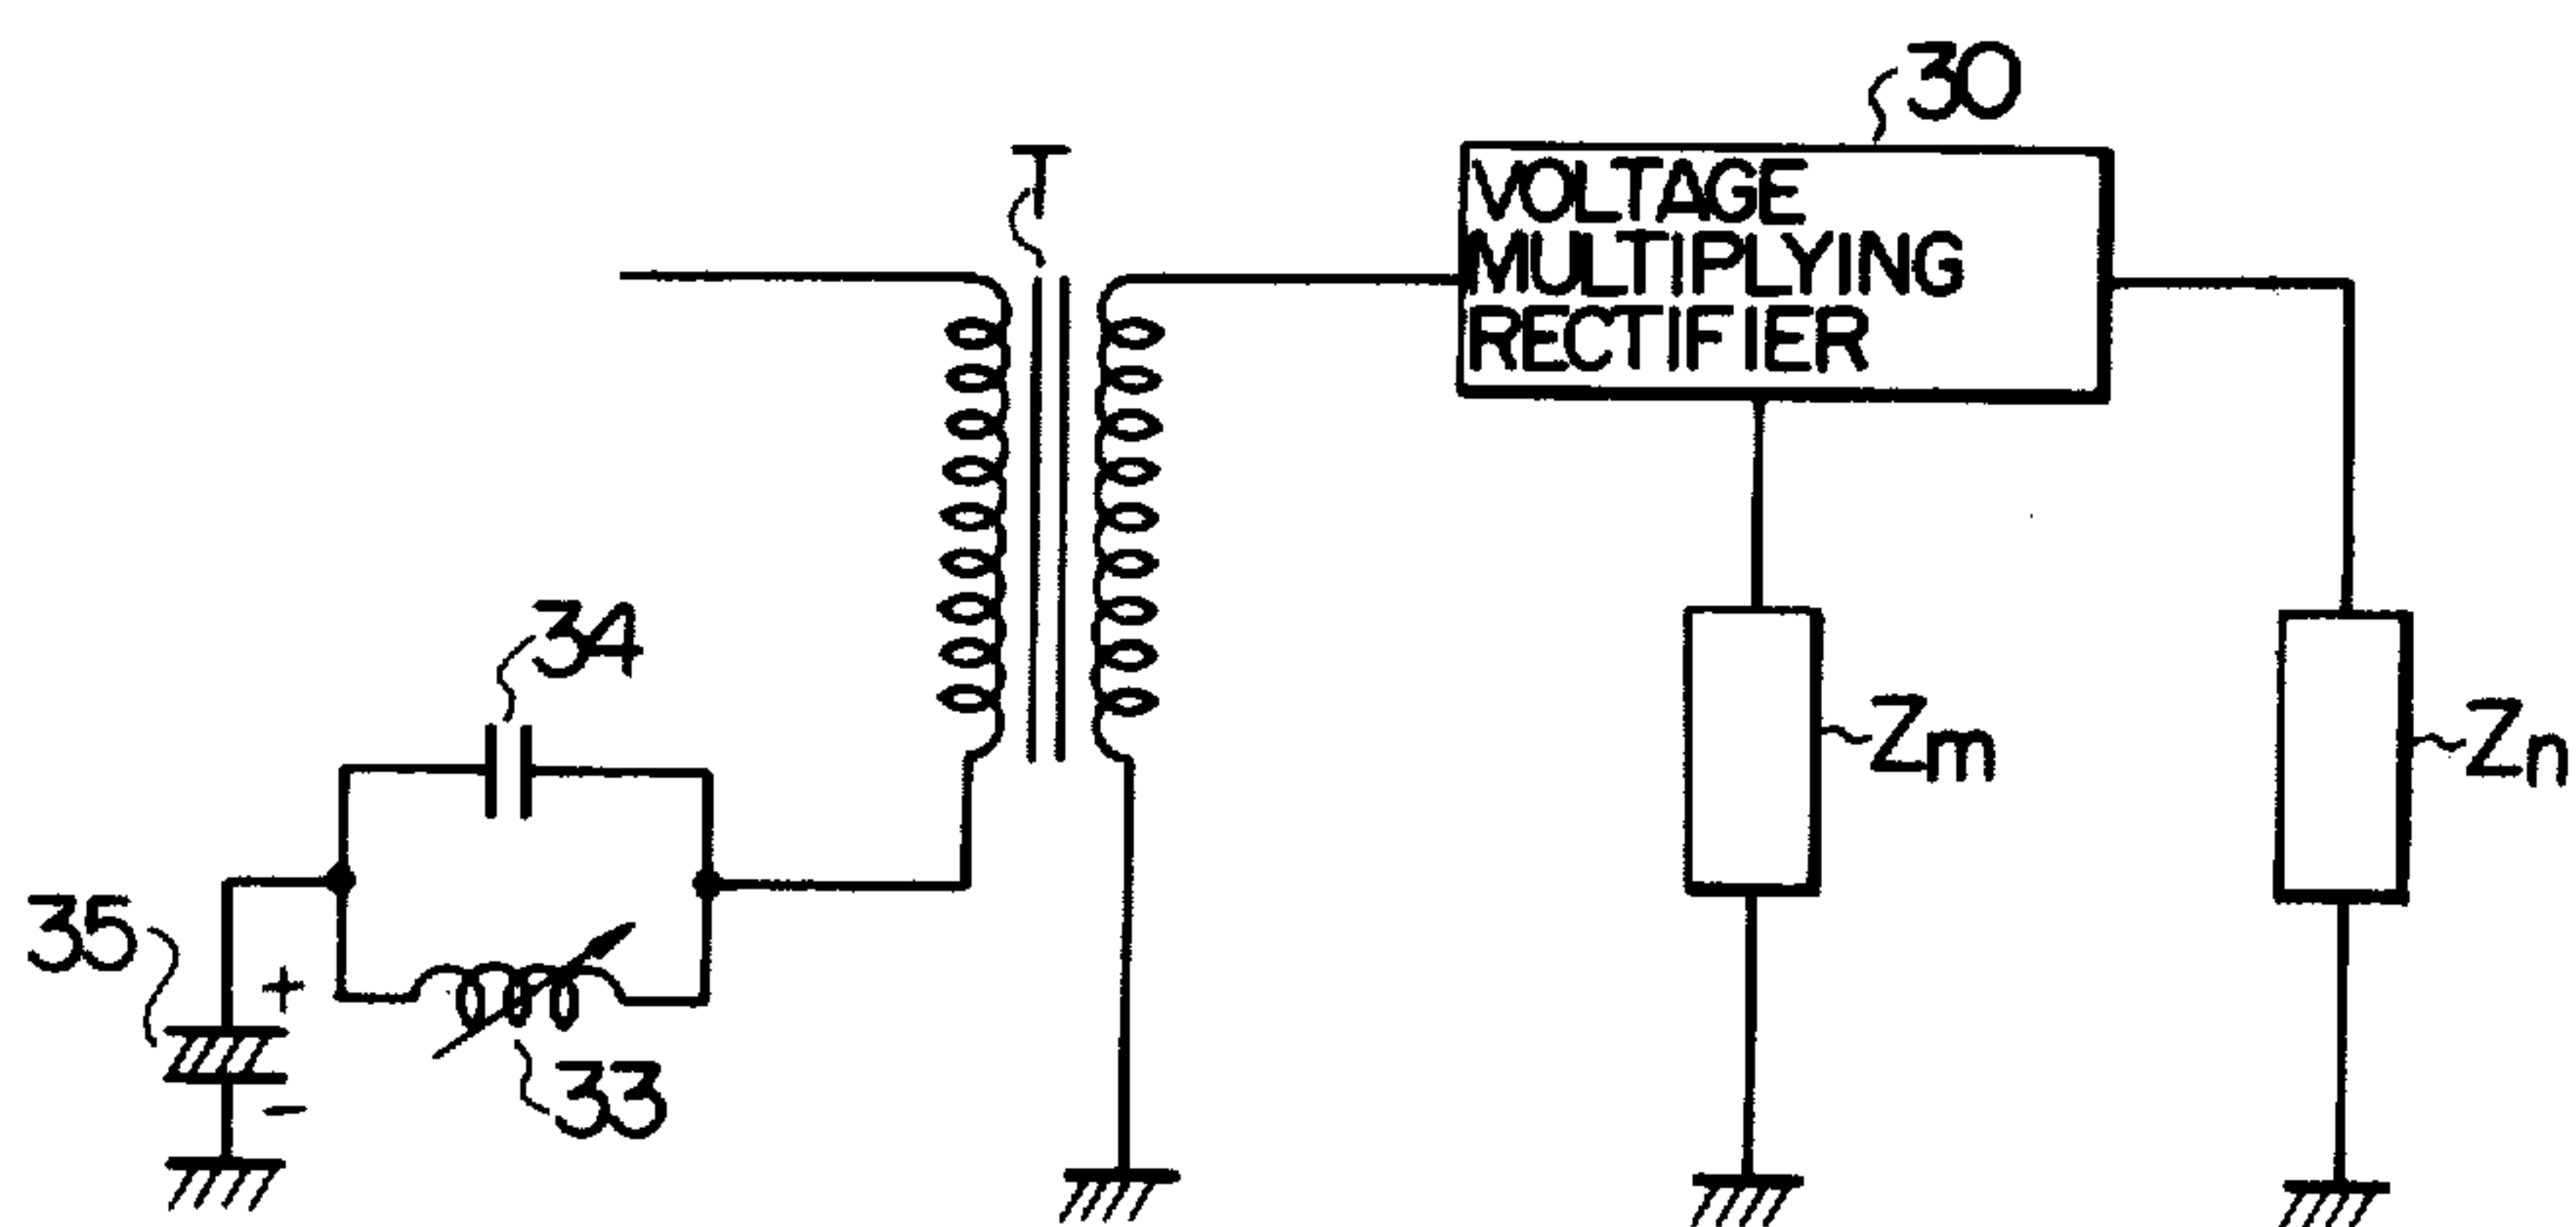 30
T
VOLTAGE
MULTIPLYING
RECTIFIER
34
Zm
Zn
35
+
33
−